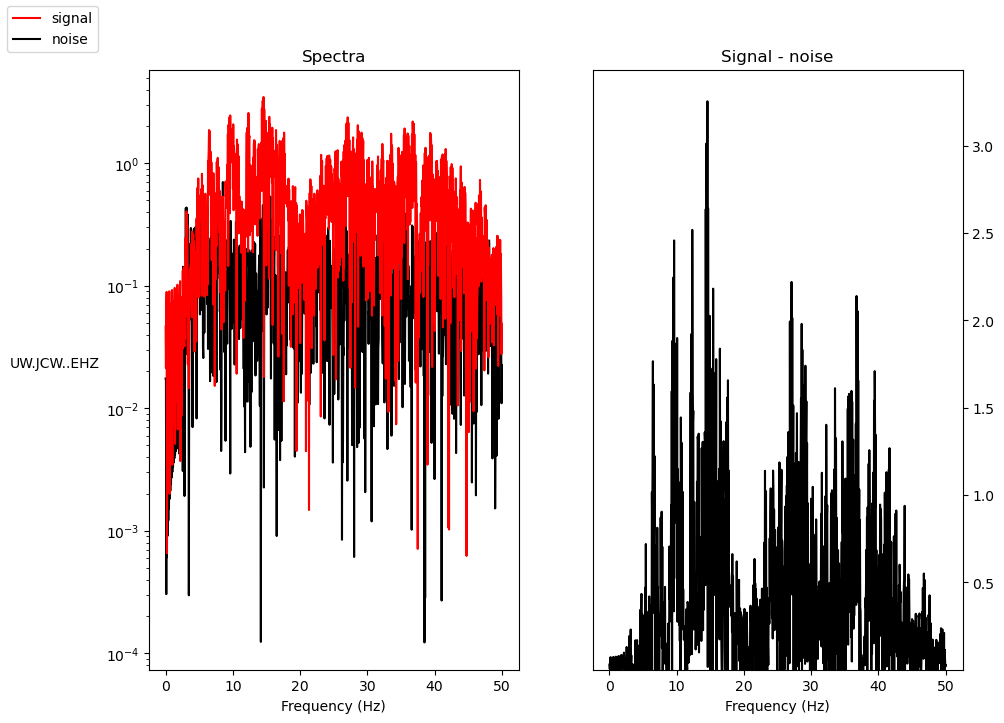 signal
noise
Spectra
Signal - noise
10⁰
10⁻¹
10⁻²
10⁻³
10⁻⁴
3.0
2.5
2.0
1.5
1.0
0.5
UW.JCW..EHZ
0 10 20 30 40 50
0 10 20 30 40 50
Frequency (Hz)
Frequency (Hz)